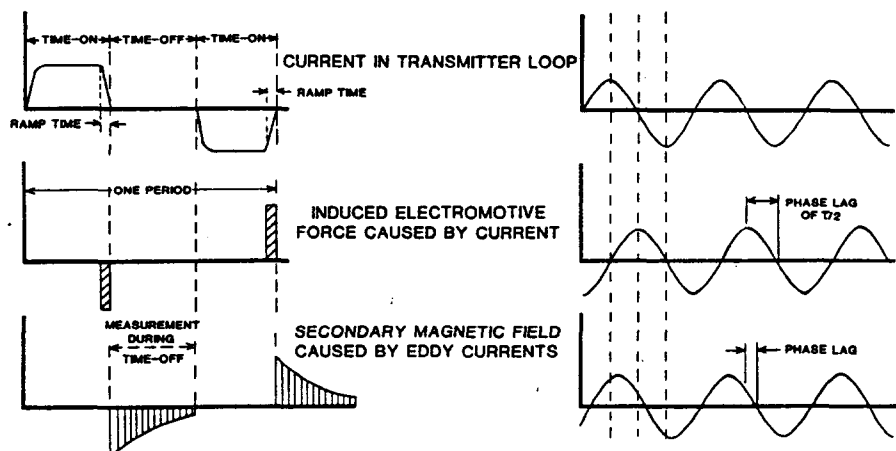 TIME-ON TIME-OFF TIME-ON
CURRENT IN TRANSMITTER LOOP
RAMP TIME
RAMP TIME
ONE PERIOD
INDUCED ELECTROMOTIVE
FORCE CAUSED BY CURRENT
PHASE LAG
OF T/2
MEASUREMENT
DURING
TIME-OFF
SECONDARY MAGNETIC FIELD
CAUSED BY EDDY CURRENTS
PHASE LAG